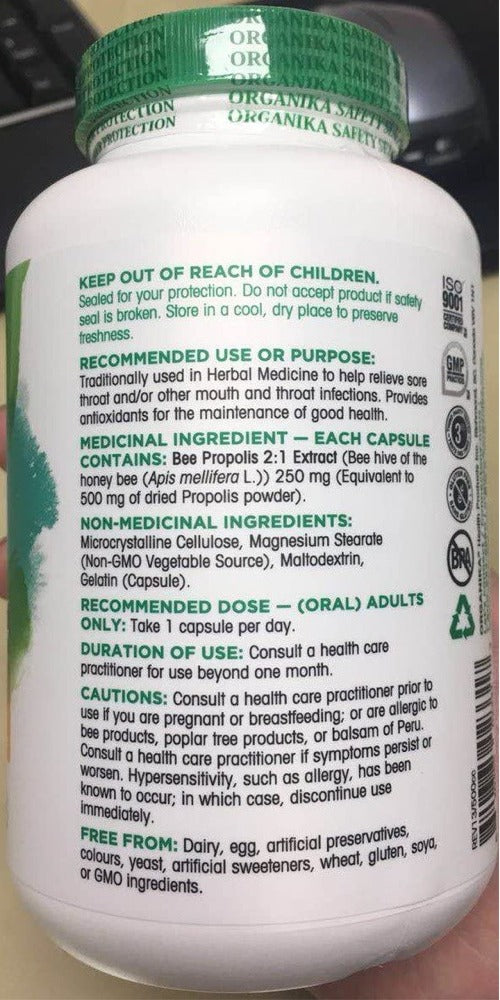 OTECTION
ORGANIKA SAFETY
PROTECTION
ORGANIKA SAFETY
KEEP OUT OF REACH OF CHILDREN.
Sealed for your protection. Do not accept product if safety
seal is broken. Store in a cool, dry place to preserve
freshness.
RECOMMENDED USE OR PURPOSE:
Traditionally used in Herbal Medicine to help relieve sore
throat and/or other mouth and throat infections. Provides
antioxidants for the maintenance of good health.
MEDICINAL INGREDIENT — EACH CAPSULE
CONTAINS: Bee Propolis 2:1 Extract (Bee hive of the
honey bee (Apis mellifera L.)) 250 mg (Equivalent to
500 mg of dried Propolis powder).
NON-MEDICINAL INGREDIENTS:
Microcrystalline Cellulose, Magnesium Stearate
(Non-GMO Vegetable Source), Maltodextrin,
Gelatin (Capsule).
RECOMMENDED DOSE — (ORAL) ADULTS
ONLY: Take 1 capsule per day.
DURATION OF USE: Consult a health care
practitioner for use beyond one month.
CAUTIONS: Consult a health care practitioner prior to
use if you are pregnant or breastfeeding; or are allergic to
bee products, poplar tree products, or balsam of Peru.
Consult a health care practitioner if symptoms persist or
worsen. Hypersensitivity, such as allergy, has been
known to occur; in which case, discontinue use
immediately.
FREE FROM: Dairy, egg, artificial preservatives,
colours, yeast, artificial sweeteners, wheat, gluten, soya,
or GMO ingredients.
ISO
9001
CERTIFIED
COMPANY
GMP
3
BPA
REV13/500cc